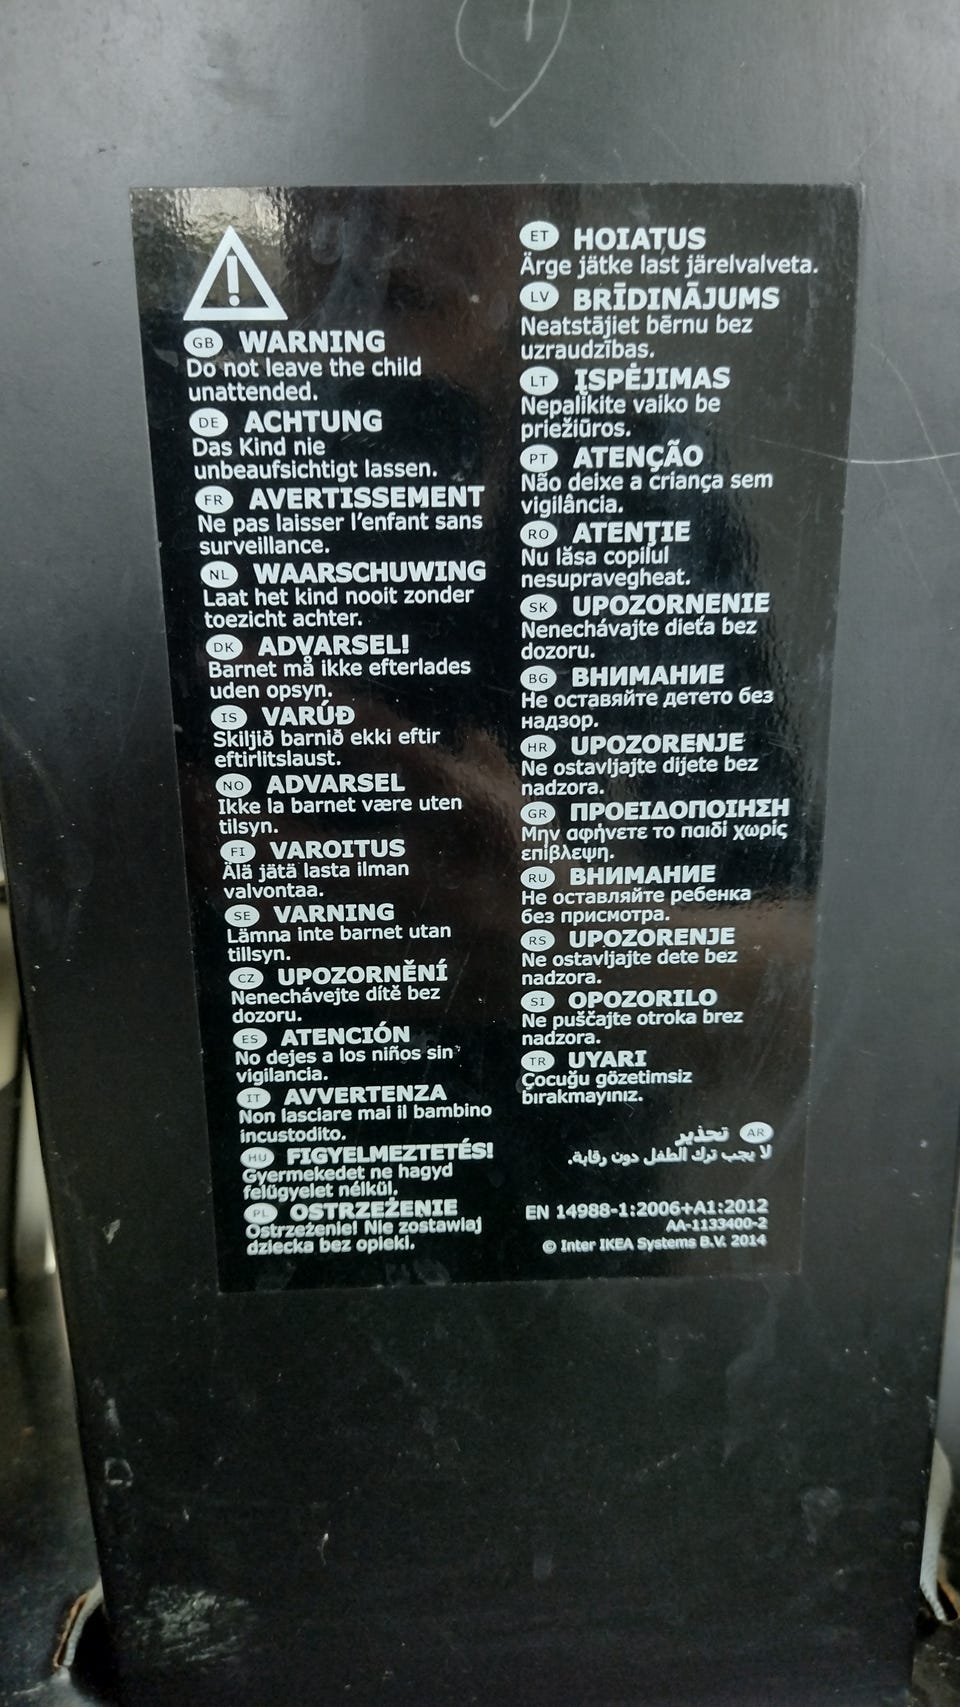 GB WARNING
Do not leave the child
unattended.
DE ACHTUNG
Das Kind nie
unbeaufsichtigt lassen.
FR AVERTISSEMENT
Ne pas laisser l'enfant sans
surveillance.
NL WAARSCHUWING
Laat het kind nooit zonder
toezicht achter.
DK ADVARSEL!
Barnet må ikke efterlades
uden opsyn.
IS VARÚÐ
Skiljið barnið ekki eftir
eftirlitslaust.
NO ADVARSEL
Ikke la barnet være uten
tilsyn.
FI VAROITUS
Älä jätä lasta ilman
valvontaa.
SE VARNING
Lämna inte barnet utan
tillsyn.
CZ UPOZORNĚNÍ
Nenechávejte dítě bez
dozoru.
ES ATENCIÓN
No dejes a los niños sin
vigilancia.
IT AVVERTENZA
Non lasciare mai il bambino
incustodito.
HU FIGYELMEZTETÉS!
Gyermekedet ne hagyd
felügyelet nélkül.
PL OSTRZEŻENIE
Ostrzeżenie! Nie zostawiaj
dziecka bez opieki.
ET HOIATUS
Ärge jätke last järelvalveta.
LV BRĪDINĀJUMS
Neatstājiet bērnu bez
uzraudzības.
LT ĮSPĖJIMAS
Nepalikite vaiko be
priežiūros.
PT ATENÇÃO
Não deixe a criança sem
vigilância.
RO ATENŢIE
Nu lăsa copilul
nesupravegheat.
SK UPOZORNENIE
Nenechávajte dieťa bez
dozoru.
BG ВНИМАНИЕ
Не оставяйте детето без
надзор.
HR UPOZORENJE
Ne ostavljajte dijete bez
nadzora.
GR ΠΡΟΕΙΔΟΠΟΙΗΣΗ
Μην αφήνετε το παιδί χωρίς
επίβλεψη.
RU ВНИМАНИЕ
Не оставляйте ребенка
без присмотра.
RS UPOZORENJE
Ne ostavljajte dete bez
nadzora.
SI OPOZORILO
Ne puščajte otroka brez
nadzora.
TR UYARI
Çocuğu gözetimsiz
bırakmayınız.
AR تحذير
لا يجب ترك الطفل دون رقابة.
EN 14988-1:2006+A1:2012
AA-1133400-2
© Inter IKEA Systems B.V. 2014